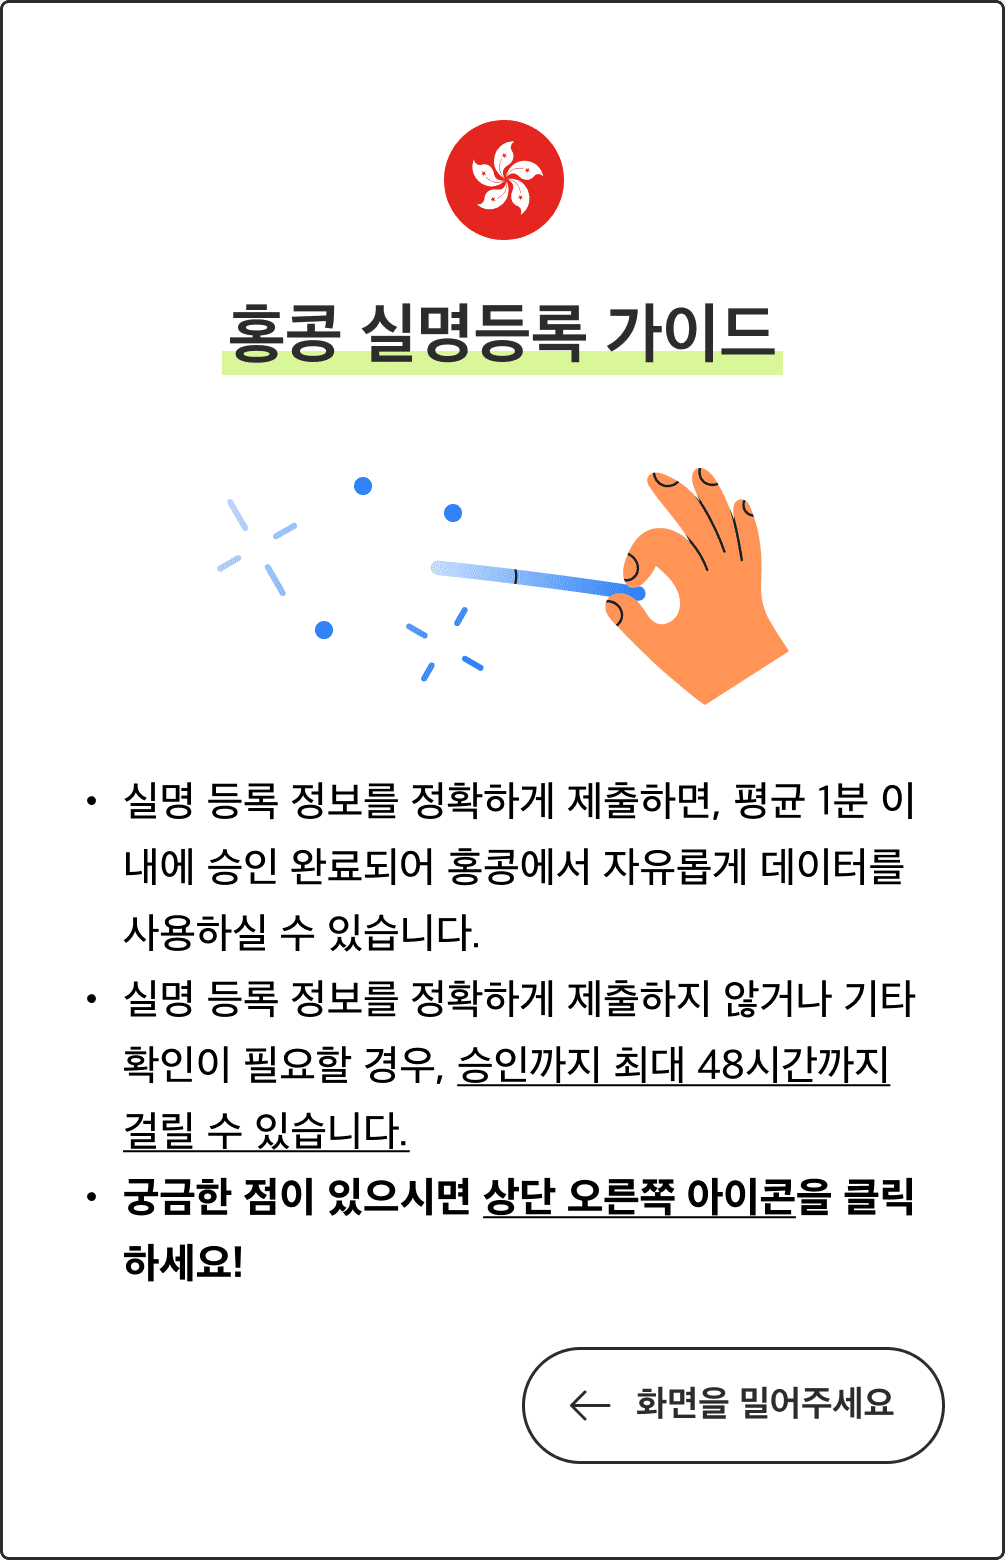 홍콩 실명등록 가이드
• 실명 등록 정보를 정확하게 제출하면, 평균 1분 이
내에 승인 완료되어 홍콩에서 자유롭게 데이터를
사용하실 수 있습니다.
• 실명 등록 정보를 정확하게 제출하지 않거나 기타
확인이 필요할 경우, 승인까지 최대 48시간까지
걸릴 수 있습니다.
• 궁금한 점이 있으시면 상단 오른쪽 아이콘을 클릭
하세요!
← 화면을 밀어주세요